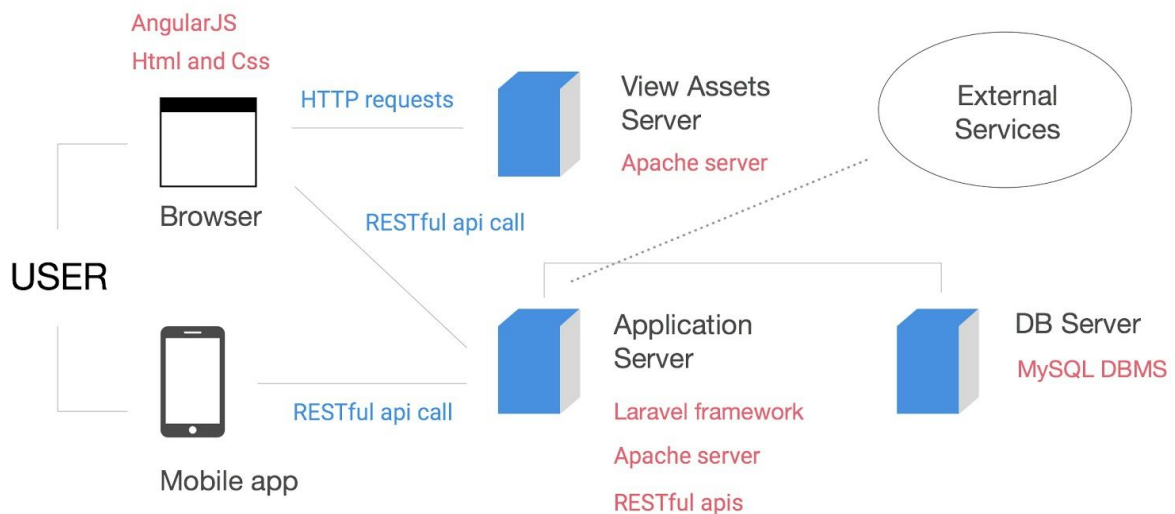 AngularJS
Html and Css
HTTP requests
View Assets
Server
Apache server
External
Services
Browser
RESTful api call
USER
Application
Server
DB Server
MySQL DBMS
RESTful api call
Laravel framework
Apache server
Mobile app
RESTful apis